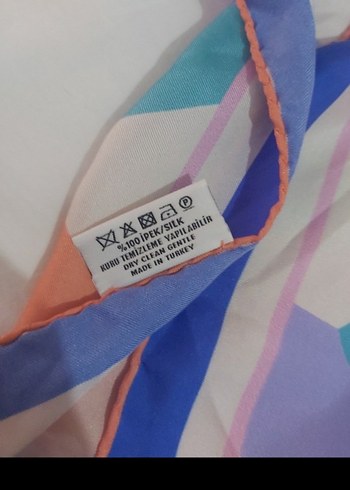 P
%100 İPEK/SILK
KURU TEMİZLEME YAPILABİLİR
DRY CLEAN GENTLE
MADE IN TURKEY